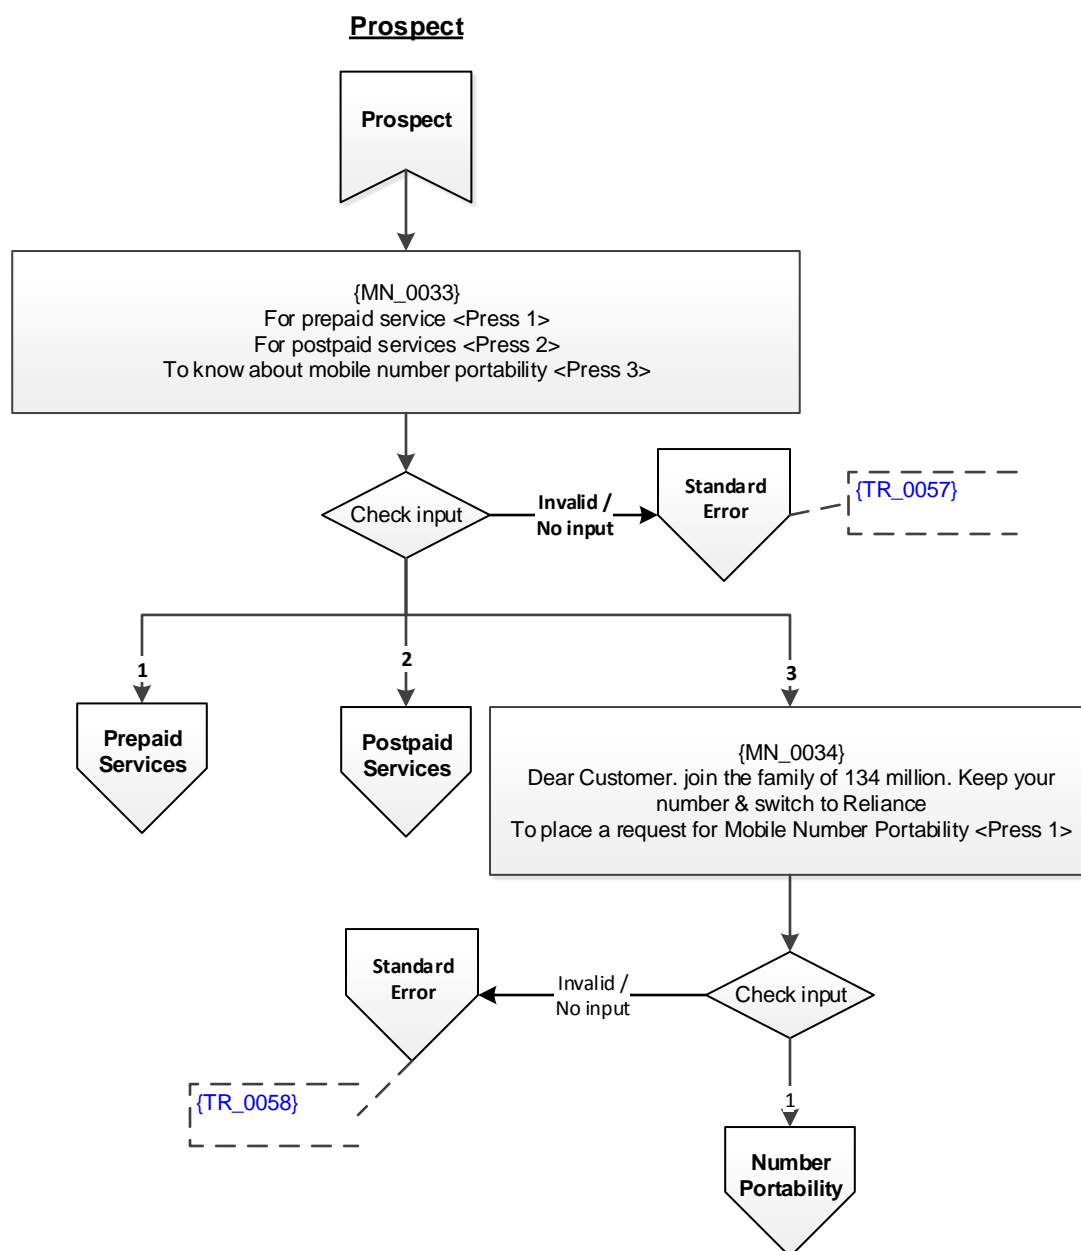 Prospect
Prospect
{MN_0033}
For prepaid service <Press 1>
For postpaid services <Press 2>
To know about mobile number portability <Press 3>
Check input
Invalid /
No input
Standard
Error
{TR_0057}
1
2
3
Prepaid
Services
Postpaid
Services
{MN_0034}
Dear Customer. join the family of 134 million. Keep your
number & switch to Reliance
To place a request for Mobile Number Portability <Press 1>
Standard
Error
Invalid /
No input
Check input
{TR_0058}
1
Number
Portability